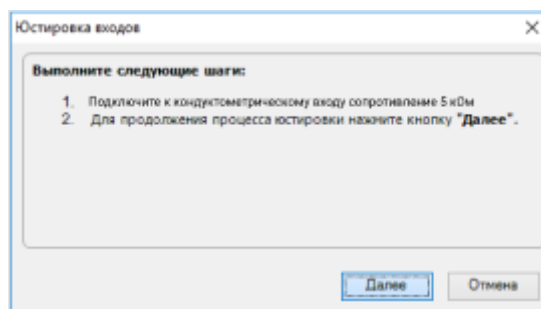 Юстировка входов
Выполните следующие шаги:
1. Подключите к кондуктометрическому входу сопротивление 5 кОм
2. Для продолжения процесса юстировки нажмите кнопку "Далее".
Далее Отмена